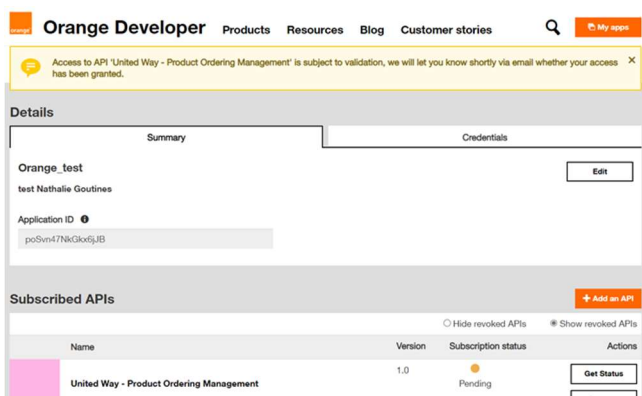 orange
Orange Developer Products Resources Blog Customer stories My apps
Access to API 'United Way - Product Ordering Management' is subject to validation, we will let you know shortly via email whether your access ×
has been granted.
Details
Summary Credentials
Orange_test Edit
test Nathalie Goutines
Application ID
poSvn47NkGkx6jJB
Subscribed APIs + Add an API
Hide revoked APIs Show revoked APIs
Name Version Subscription status Actions
1.0 Get Status
United Way - Product Ordering Management Pending